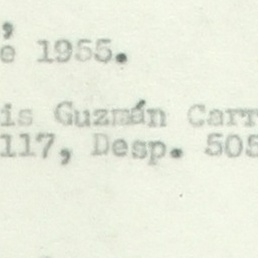 ,
e 1955.
is Guzmán Carr
117, Desp. 505